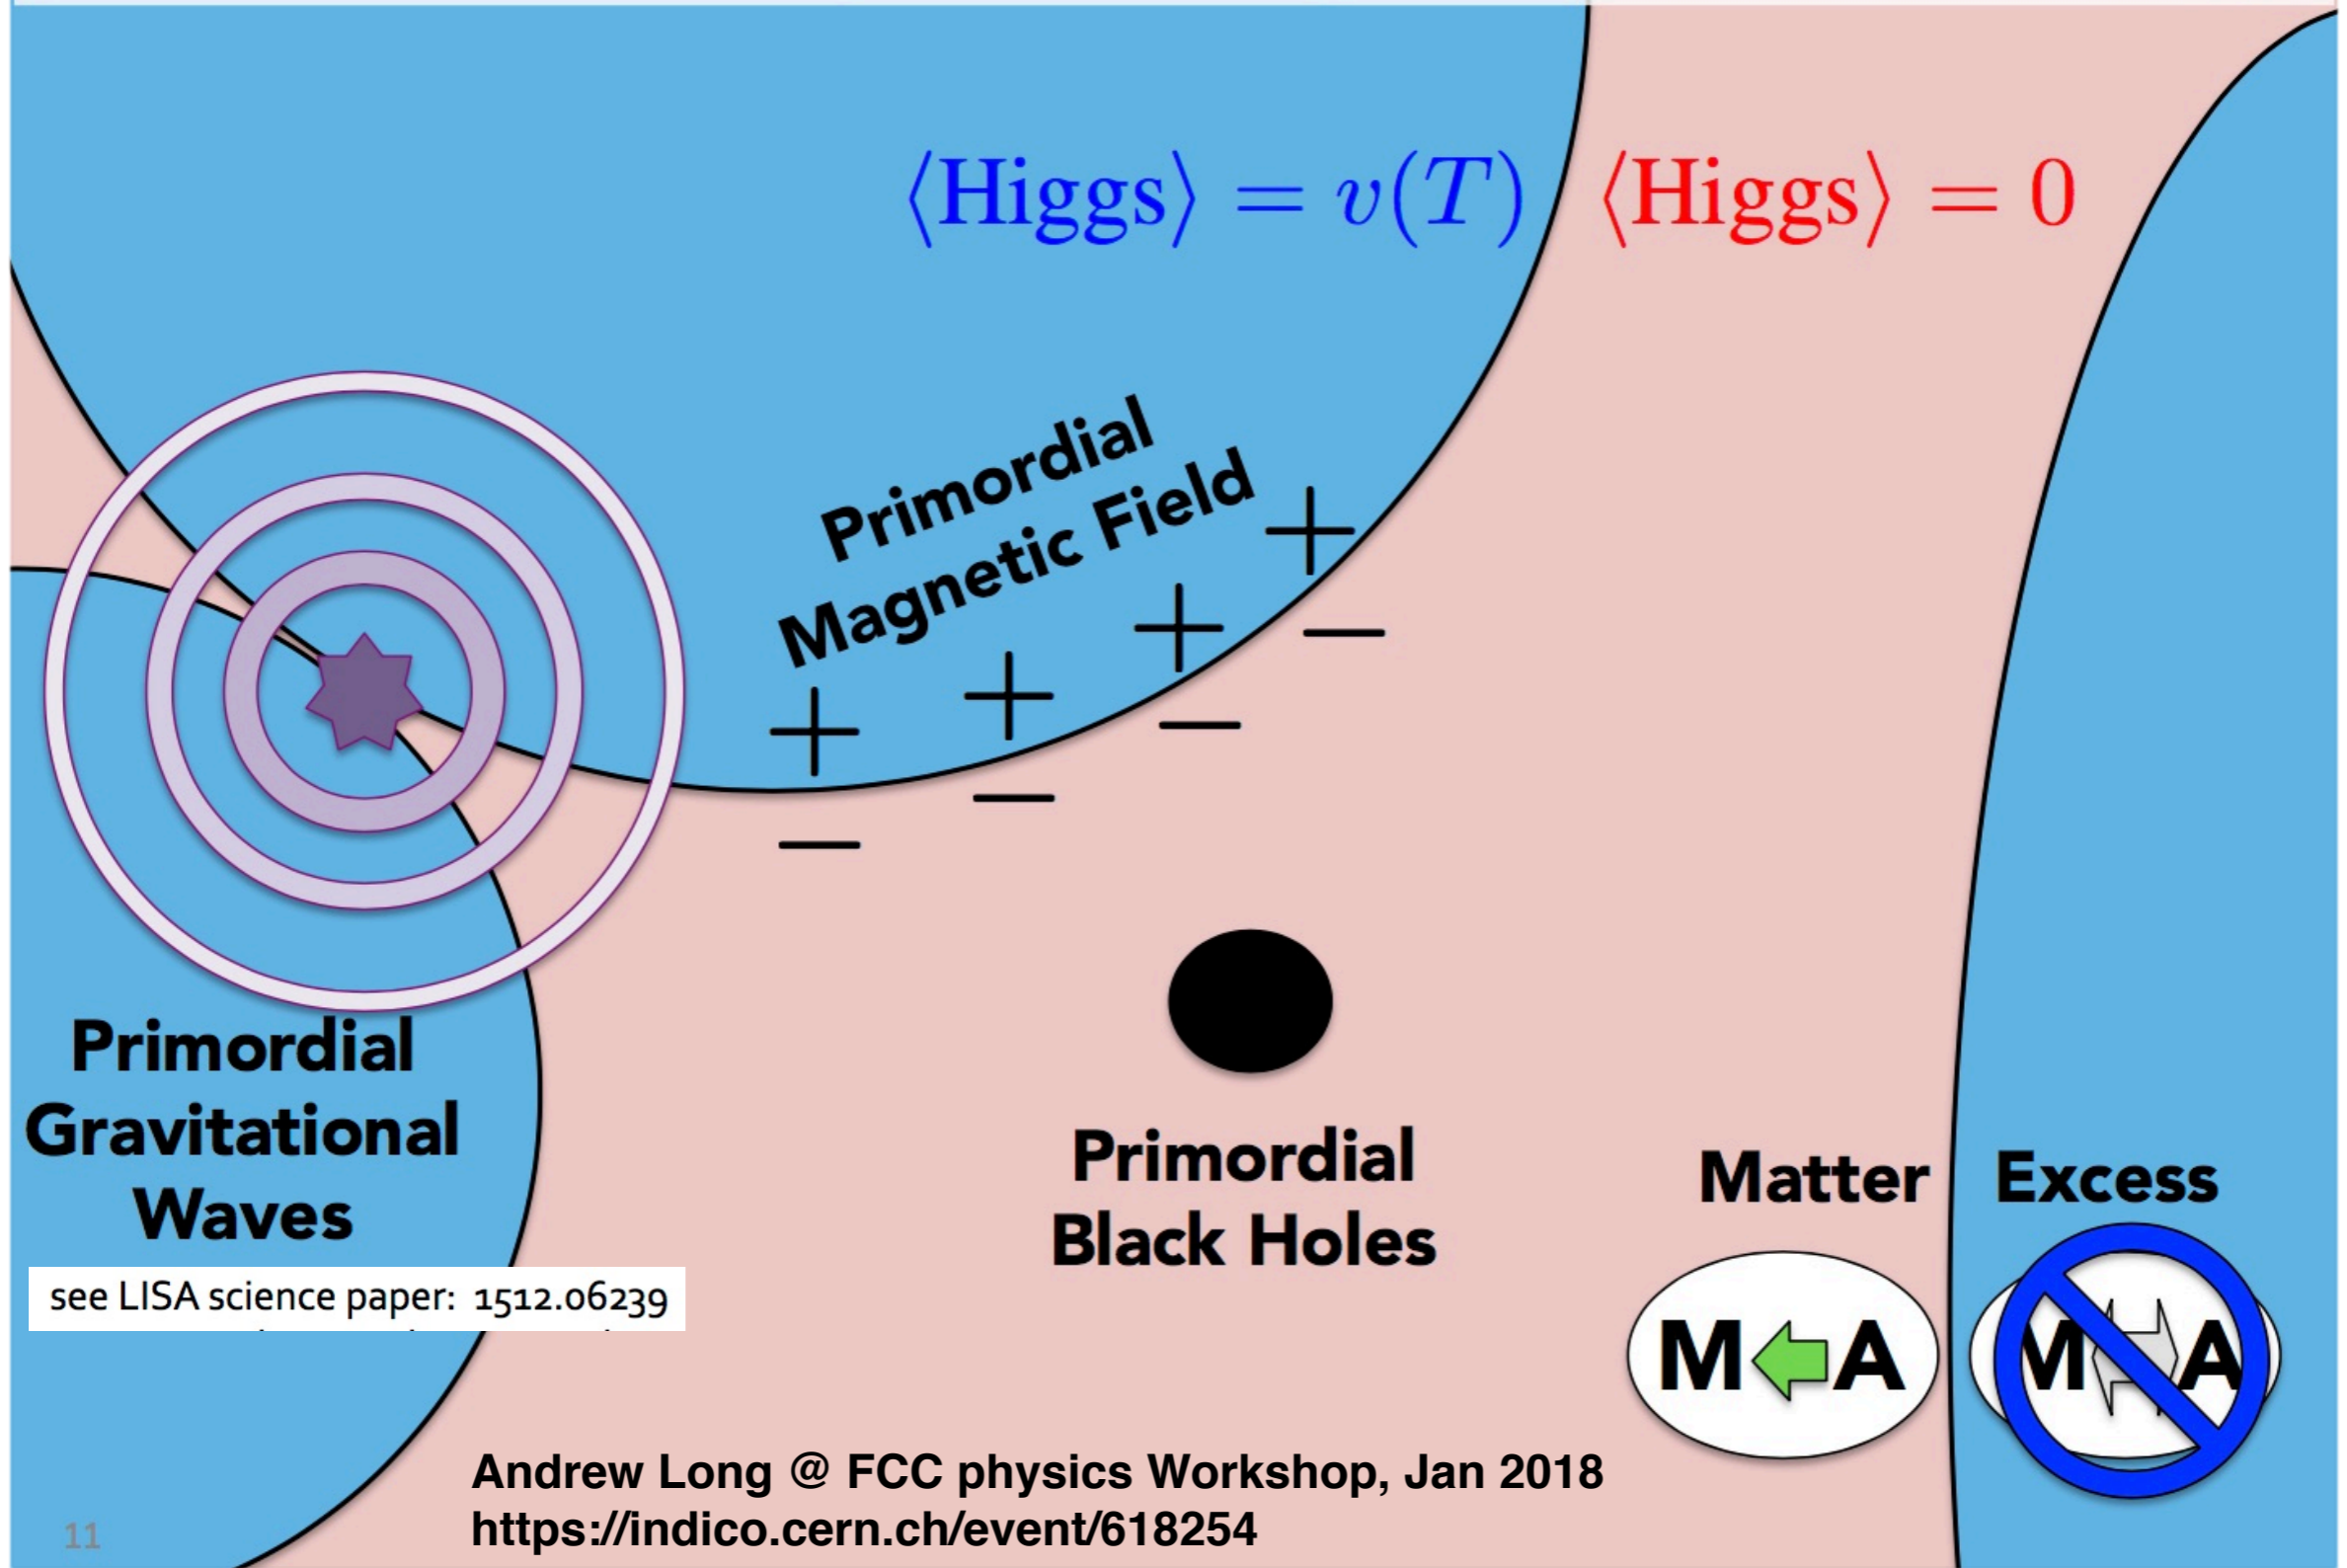 ⟨Higgs⟩ = v(T) ⟨Higgs⟩ = 0
Primordial
Magnetic Field
+
+
+
+
−
−
−
−
Primordial
Gravitational
Waves
see LISA science paper: 1512.06239
Primordial
Black Holes
Matter Excess
M A
M A
Andrew Long @ FCC physics Workshop, Jan 2018
https://indico.cern.ch/event/618254
11